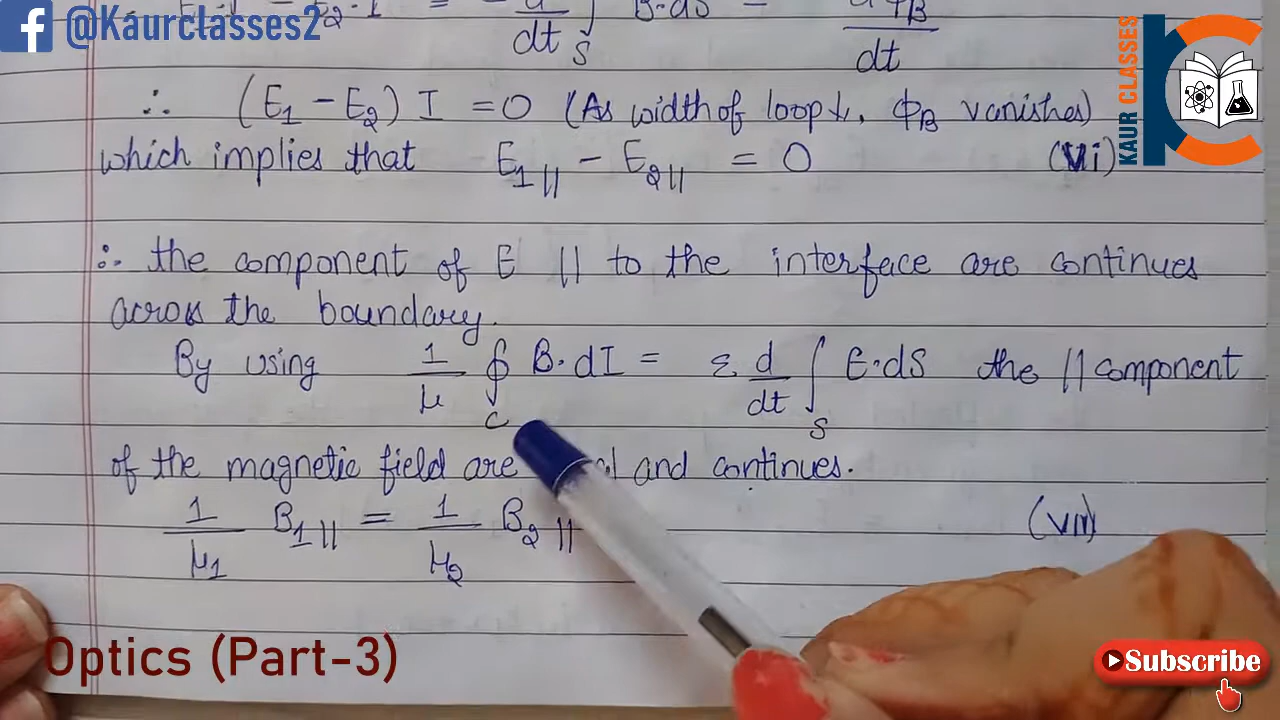 @Kaurclasses2
dt S dt
∴ (E1 - E2) I = 0 (As width of loop ↓, ΦB vanishes)
which implies that E1|| - E2|| = 0 (vi)
∴ the component of E || to the interface are continues
across the boundary.
By using 1/μ ∮C B·dI = ε d/dt ∫S E·dS the || component
of the magnetic field are and continues.
1/μ1 B1|| = 1/μ2 B2|| (vii)
Optics (Part-3)
KAUR CLASSES
Subscribe